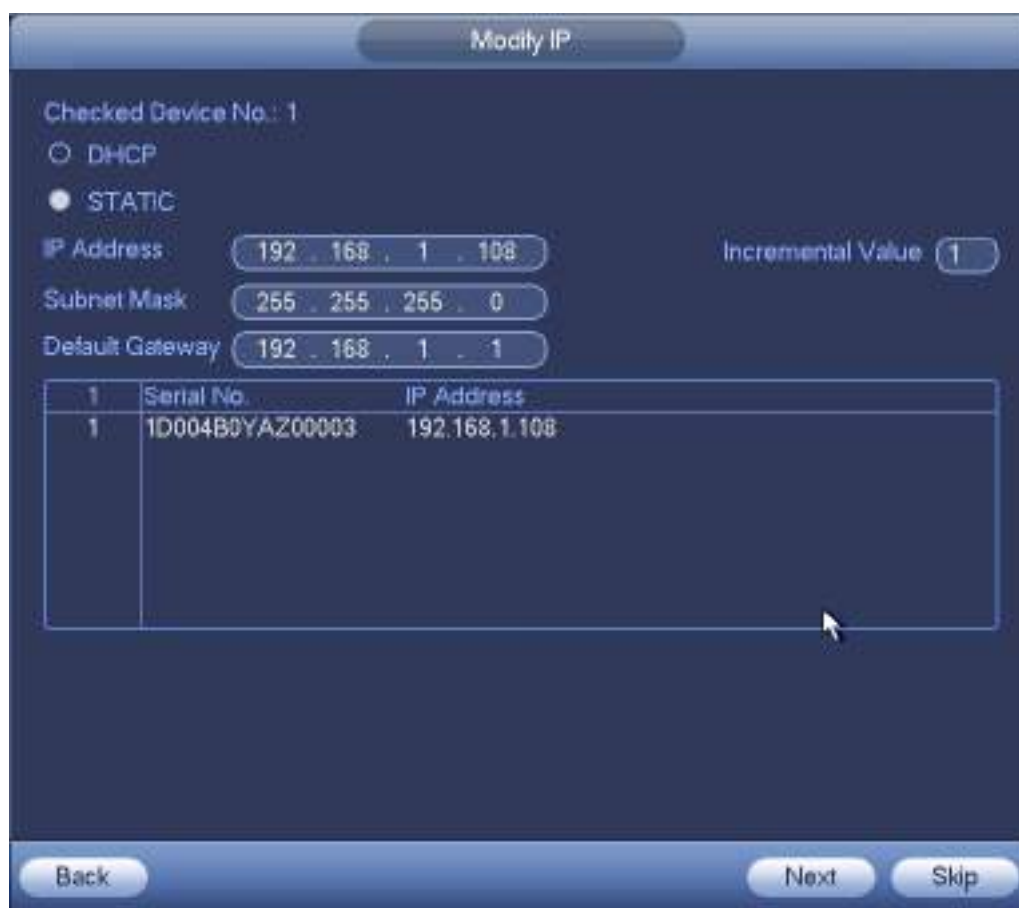 Modify IP
Checked Device No.: 1
DHCP
STATIC
IP Address 192 . 168 . 1 . 108 Incremental Value 1
Subnet Mask 255 . 255 . 255 . 0
Default Gateway 192 . 168 . 1 . 1
1 Serial No. IP Address
1 1D004B0YAZ00003 192.168.1.108
Back Next Skip